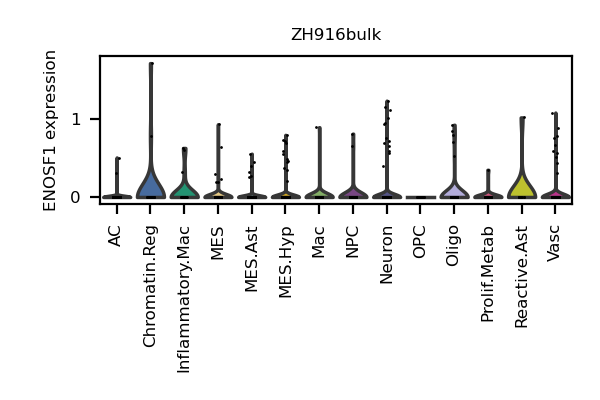 ZH916bulk
ENOSF1 expression
1
0
AC
Chromatin.Reg
Inflammatory.Mac
MES
MES.Ast
MES.Hyp
Mac
NPC
Neuron
OPC
Oligo
Prolif.Metab
Reactive.Ast
Vasc